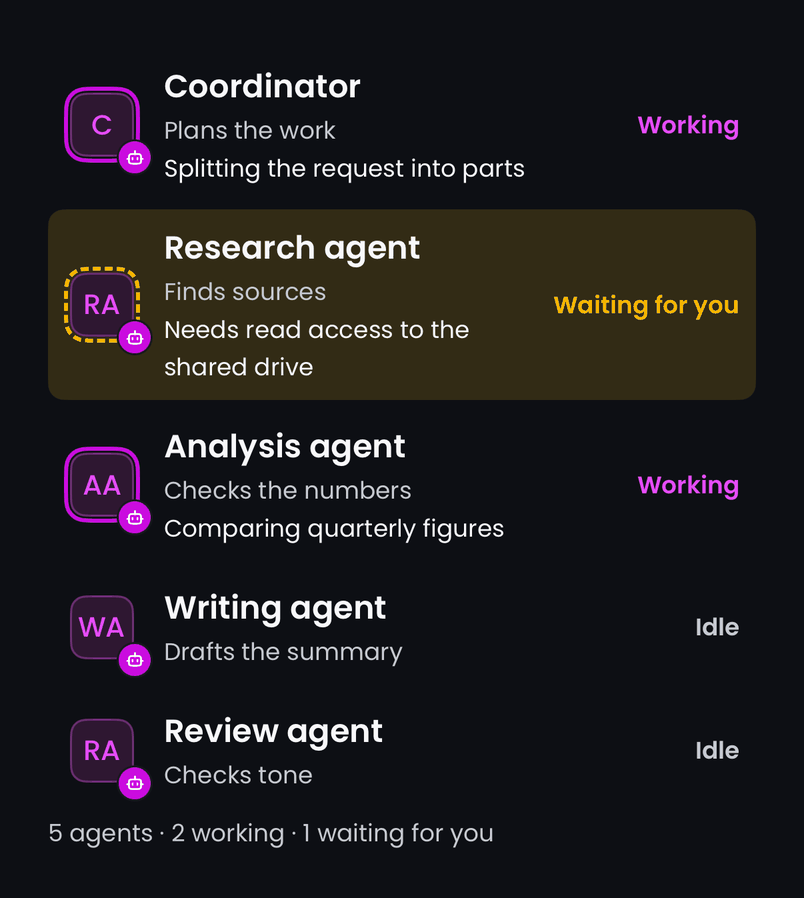 Coordinator
C
Plans the work
Working
Splitting the request into parts
Research agent
RA
Finds sources
Waiting for you
Needs read access to the
shared drive
Analysis agent
AA
Checks the numbers
Working
Comparing quarterly figures
Writing agent
WA
Drafts the summary
Idle
Review agent
RA
Checks tone
Idle
5 agents · 2 working · 1 waiting for you